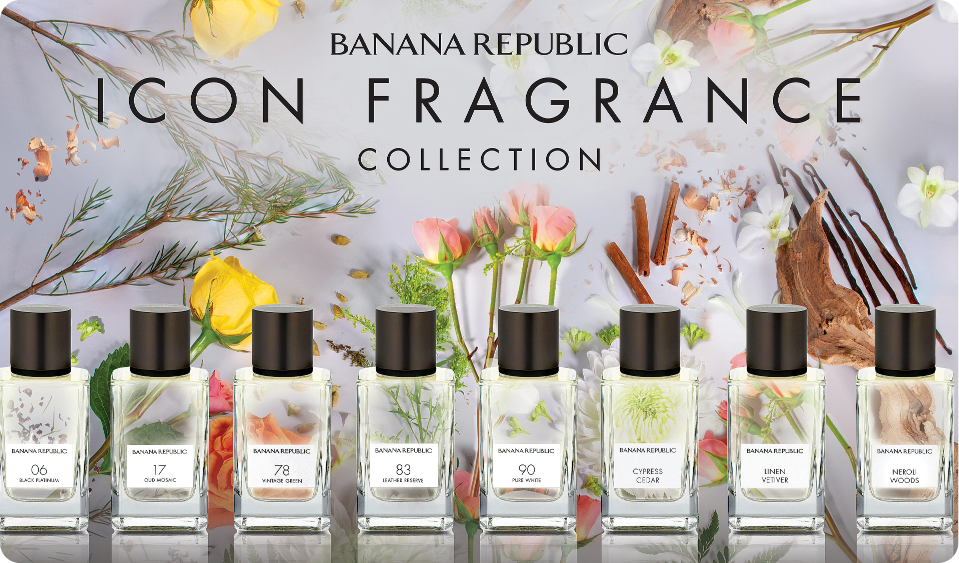 BANANA REPUBLIC
ICON FRAGRANCE
COLLECTION
BANANA REPUBLIC
06
BLACK PLATINUM
BANANA REPUBLIC
17
OUD MOSAIC
BANANA REPUBLIC
78
VINTAGE GREEN
BANANA REPUBLIC
83
LEATHER RESERVE
BANANA REPUBLIC
90
PURE WHITE
BANANA REPUBLIC
CYPRESS
CEDAR
BANANA REPUBLIC
LINEN
VETIVER
BANANA REPUBLIC
NEROLI
WOODS